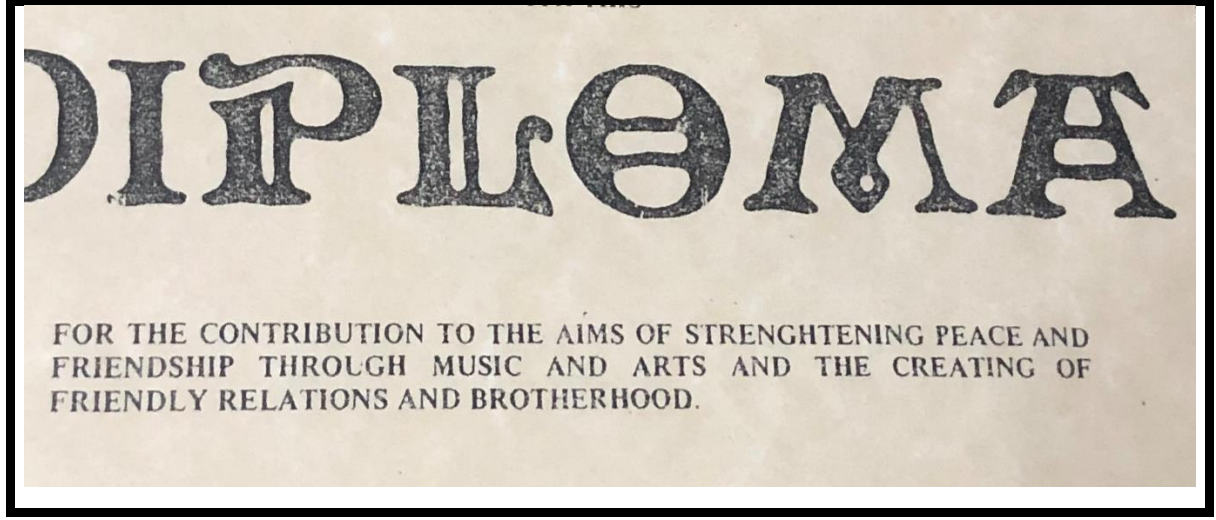 DIPLOMA
FOR THE CONTRIBUTION TO THE AIMS OF STRENGHTENING PEACE AND
FRIENDSHIP THROUGH MUSIC AND ARTS AND THE CREATING OF
FRIENDLY RELATIONS AND BROTHERHOOD.